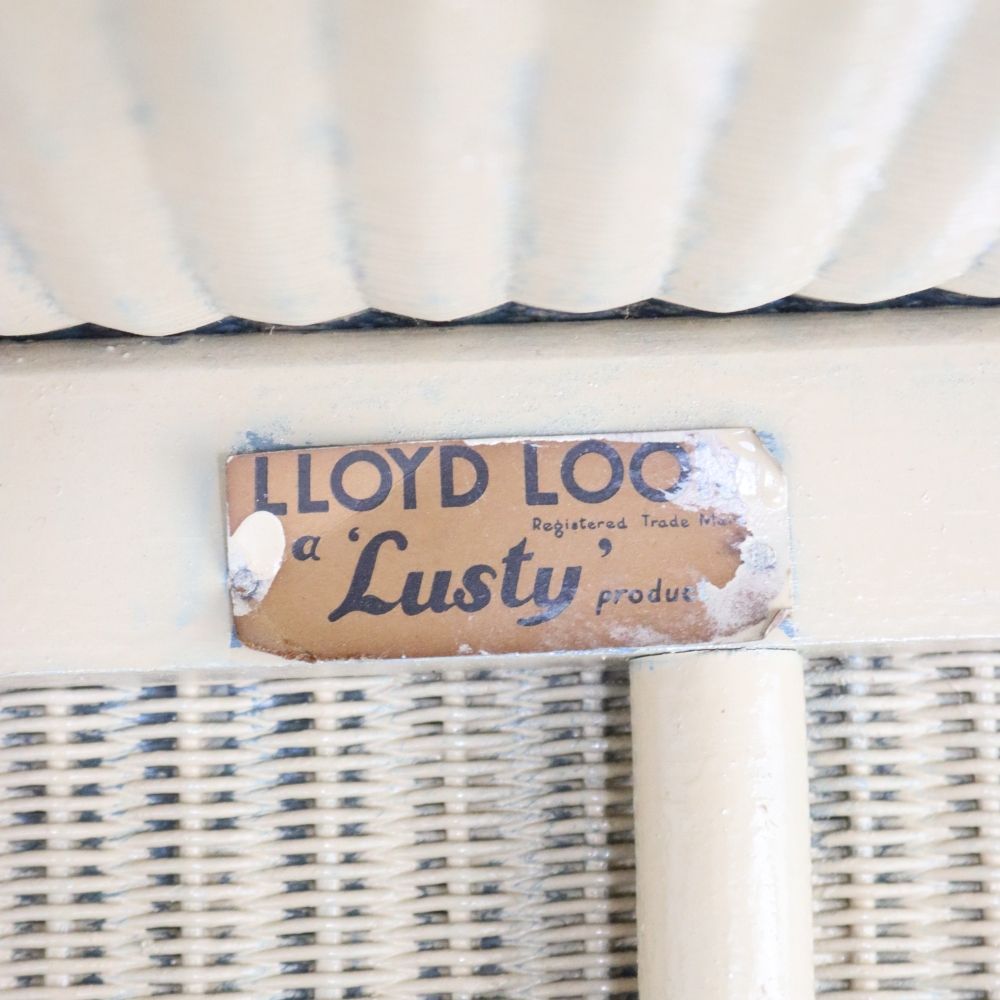 LLOYD LOO
Registered Trade Ma
a 'Lusty' produc